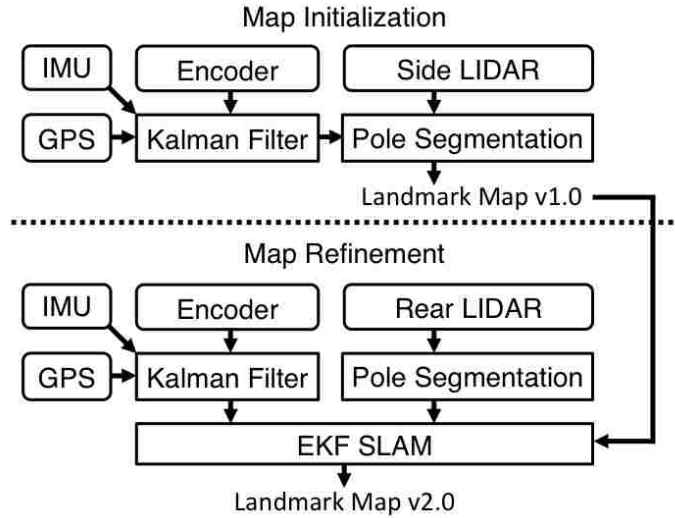 Map Initialization
IMU
Encoder
Side LIDAR
GPS
Kalman Filter
Pole Segmentation
Landmark Map v1.0
Map Refinement
IMU
Encoder
Rear LIDAR
GPS
Kalman Filter
Pole Segmentation
EKF SLAM
Landmark Map v2.0